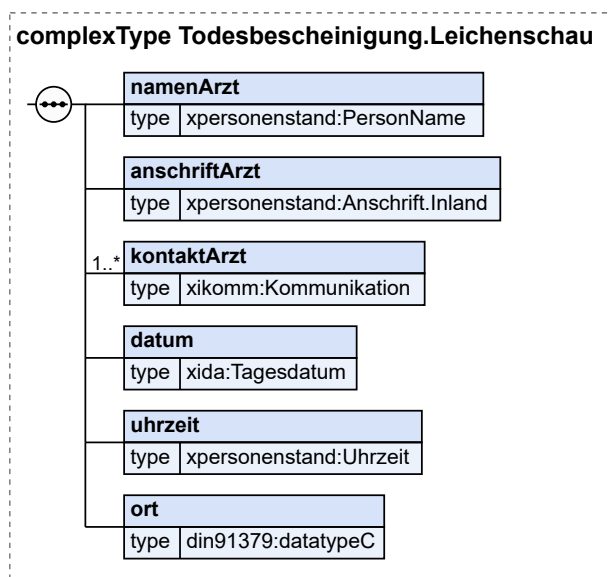 complexType Todesbescheinigung.Leichenschau
namenArzt
type xpersonenstand:PersonName
anschriftArzt
type xpersonenstand:Anschrift.Inland
1..* kontaktArzt
type xikomm:Kommunikation
datum
type xida:Tagesdatum
uhrzeit
type xpersonenstand:Uhrzeit
ort
type din91379:datatypeC